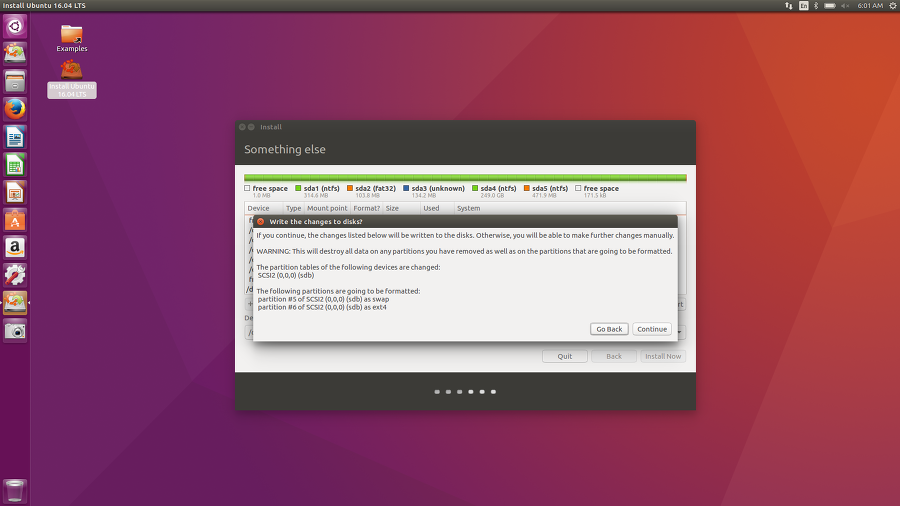 Install Ubuntu 16.04 LTS
En
6:01 AM
Examples
Install Ubuntu
16.04 LTS
Install
Something else
free space sda1 (ntfs) sda2 (fat32) sda3 (unknown) sda4 (ntfs) sda5 (ntfs) free space
1.0 MB 314.6 MB 103.8 MB 134.2 MB 249.0 GB 471.9 MB 171.5 kB
Device Type Mount point Format? Size Used System
Write the changes to disks?
If you continue, the changes listed below will be written to the disks. Otherwise, you will be able to make further changes manually.
WARNING: This will destroy all data on any partitions you have removed as well as on the partitions that are going to be formatted.
The partition tables of the following devices are changed:
SCSI2 (0,0,0) (sdb)
The following partitions are going to be formatted:
partition #5 of SCSI2 (0,0,0) (sdb) as swap
partition #6 of SCSI2 (0,0,0) (sdb) as ext4
Go Back Continue
Quit Back Install Now